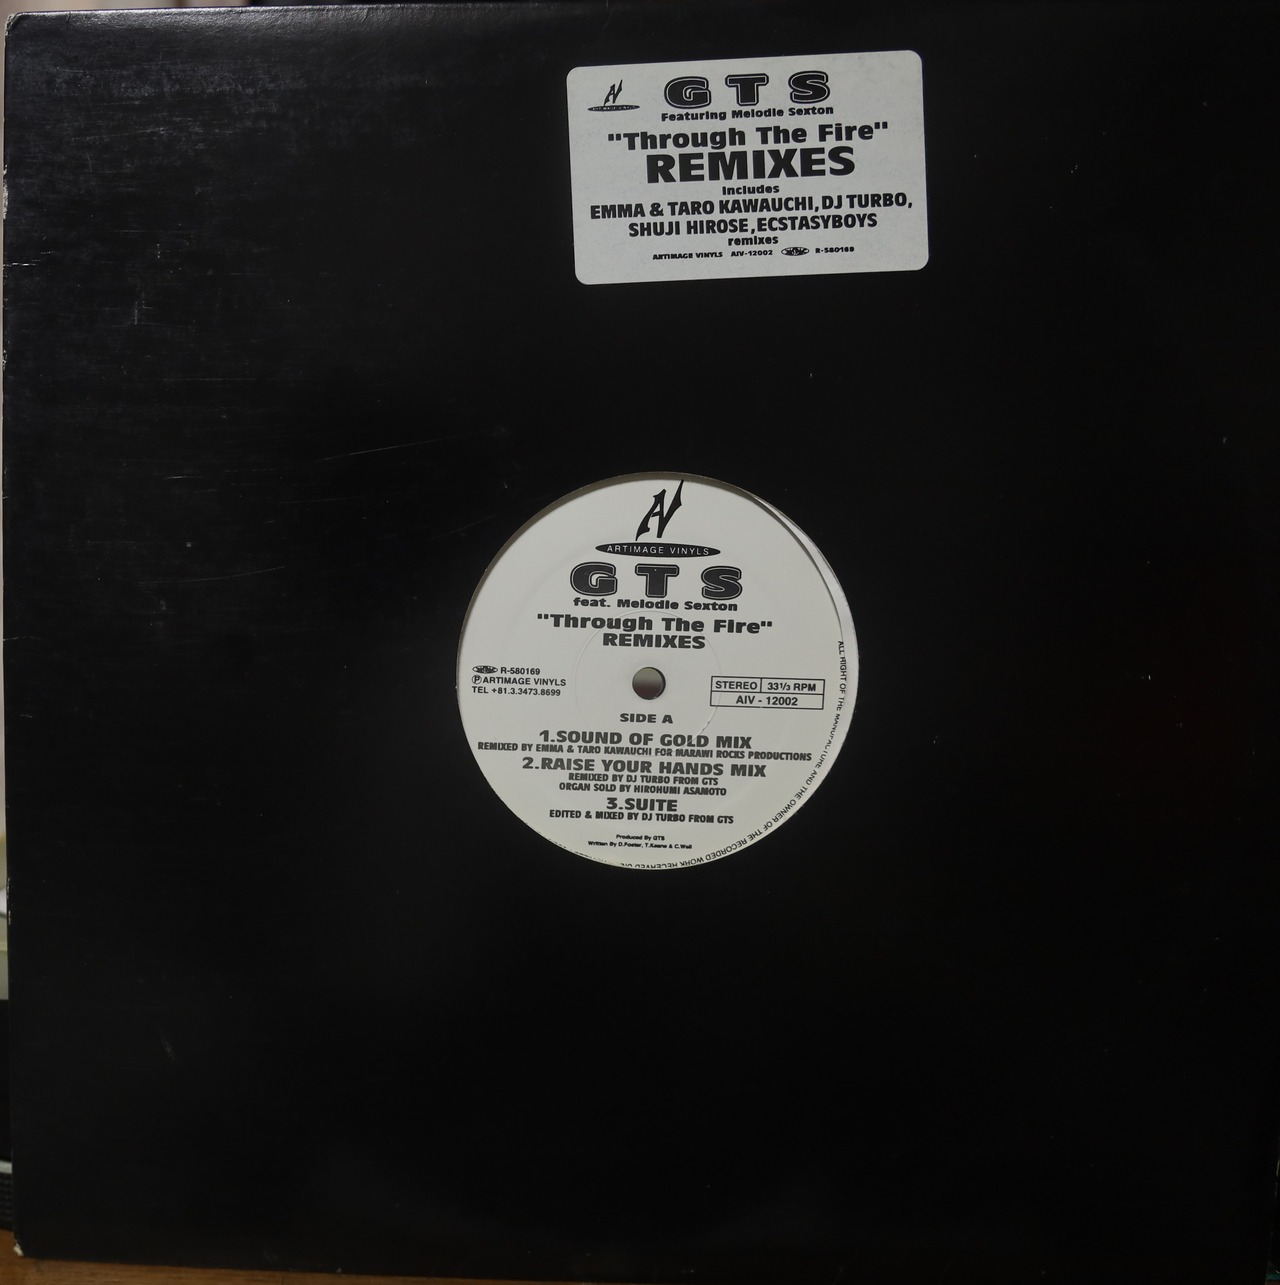 GTS
Featuring Melodie Sexton
"Through The Fire"
REMIXES
Includes
EMMA & TARO KAWAUCHI, DJ TURBO,
SHUJI HIROSE, ECSTASYBOYS
remixes
ARTIMAGE VINYLS AIV-12002 R-580169
AV
ARTIMAGE VINYLS
GTS
feat. Melodie Sexton
"Through The Fire"
REMIXES
R-580169
Ⓟ ARTIMAGE VINYLS
TEL +81.3.3473.8699
STEREO 33 1/3 RPM
AIV - 12002
SIDE A
1.SOUND OF GOLD MIX
REMIXED BY EMMA & TARO KAWAUCHI FOR MARAWI ROCKS PRODUCTIONS
2.RAISE YOUR HANDS MIX
REMIXED BY DJ TURBO FROM GTS
ORGAN SOLD BY HIROHUMI ASAMOTO
3.SUITE
EDITED & MIXED BY DJ TURBO FROM GTS
Produced By GTS
Written By D.Foster, T.Keane & C.Weil
ALL RIGHT OF THE MANUFAUTURE AND THE OWNER OF THE RECORDED WORK